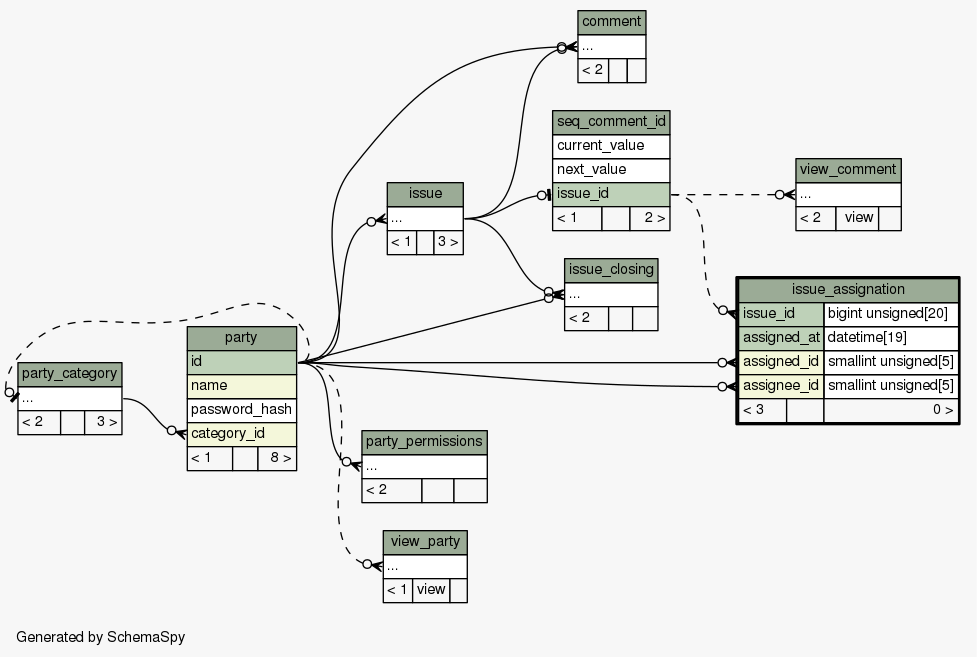 comment
...
< 2
seq_comment_id
current_value
next_value
issue_id
< 1 2 >
view_comment
...
< 2 view
issue
...
< 1 3 >
issue_closing
...
< 2
issue_assignation
issue_id bigint unsigned[20]
assigned_at datetime[19]
assigned_id smallint unsigned[5]
assignee_id smallint unsigned[5]
< 3 0 >
party
id
name
password_hash
category_id
< 1 8 >
party_category
...
< 2 3 >
party_permissions
...
< 2
view_party
...
< 1 view
Generated by SchemaSpy